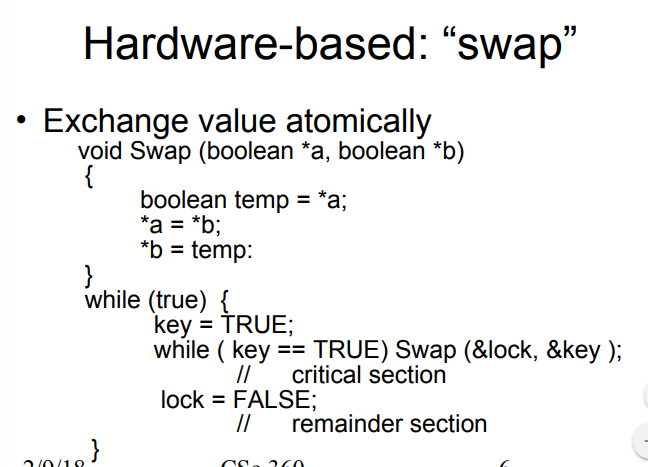 Hardware-based: “swap”
• Exchange value atomically
void Swap (boolean *a, boolean *b)
{
boolean temp = *a;
*a = *b;
*b = temp:
}
while (true) {
key = TRUE;
while ( key == TRUE) Swap (&lock, &key );
// critical section
lock = FALSE;
// remainder section
}
2/9/18 CSc 360 6